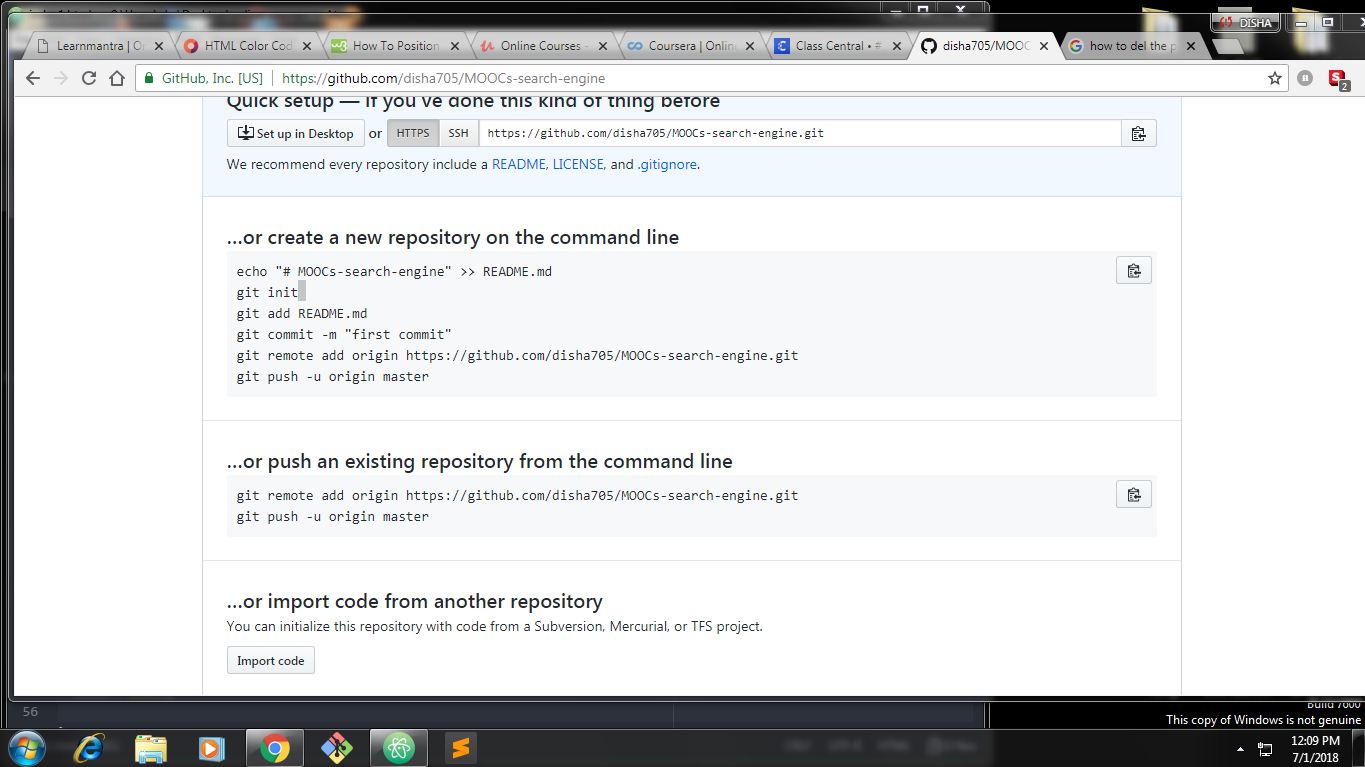 DISHA
Learnmantra | O
HTML Color Cod
How To Position
Online Courses -
Coursera | Online
Class Central • #
disha705/MOOC
how to del the p
GitHub, Inc. [US] | https://github.com/disha705/MOOCs-search-engine
2
Quick setup — if you've done this kind of thing before
Set up in Desktop or HTTPS SSH https://github.com/disha705/MOOCs-search-engine.git
We recommend every repository include a README, LICENSE, and .gitignore.
…or create a new repository on the command line
echo "# MOOCs-search-engine" >> README.md
git init
git add README.md
git commit -m "first commit"
git remote add origin https://github.com/disha705/MOOCs-search-engine.git
git push -u origin master
…or push an existing repository from the command line
git remote add origin https://github.com/disha705/MOOCs-search-engine.git
git push -u origin master
…or import code from another repository
You can initialize this repository with code from a Subversion, Mercurial, or TFS project.
Import code
56
Build 7600
This copy of Windows is not genuine
12:09 PM
7/1/2018